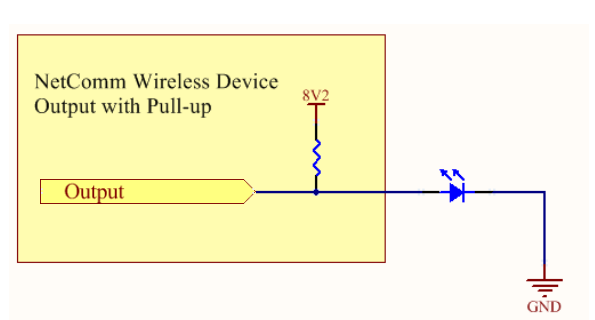 NetComm Wireless Device
Output with Pull-up
8V2
Output
GND